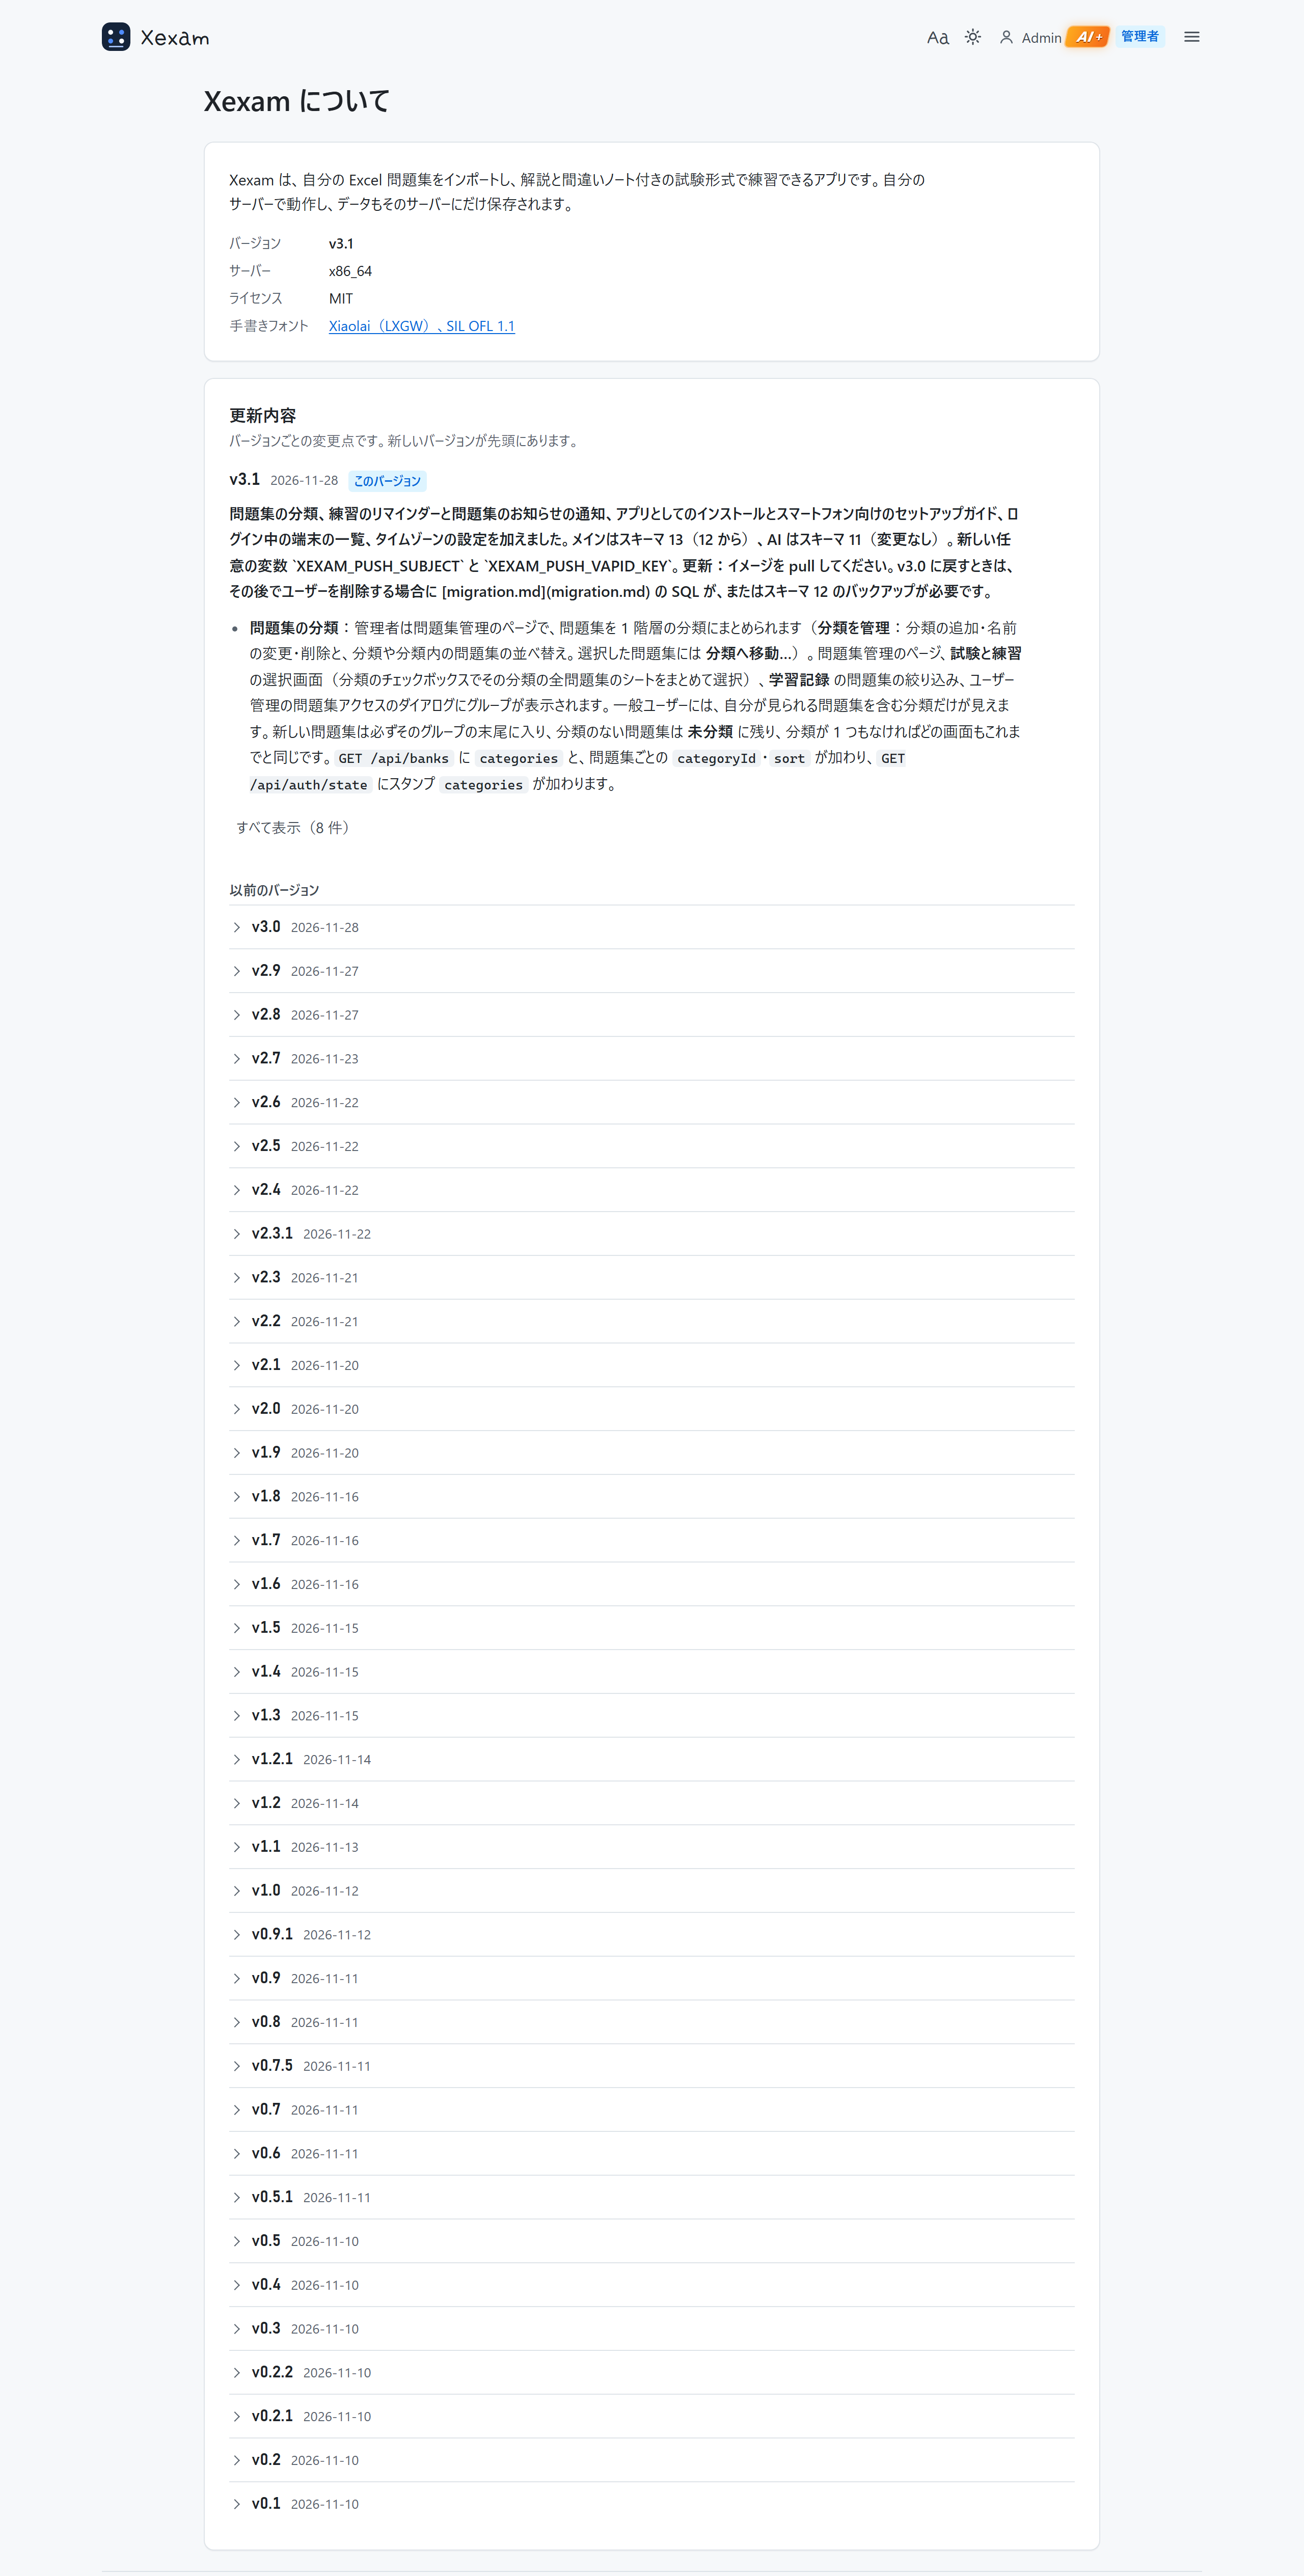 Xexam
Aa
Admin
AI+
管理者
Xexam について
Xexam は、自分の Excel 問題集をインポートし、解説と間違いノート付きの試験形式で練習できるアプリです。自分の
サーバーで動作し、データもそのサーバーにだけ保存されます。
バージョン v3.1
サーバー x86_64
ライセンス MIT
手書きフォント Xiaolai（LXGW）、SIL OFL 1.1
更新内容
バージョンごとの変更点です。新しいバージョンが先頭にあります。
v3.1 2026-11-28 このバージョン
問題集の分類、練習のリマインダーと問題集のお知らせの通知、アプリとしてのインストールとスマートフォン向けのセットアップガイド、ロ
グイン中の端末の一覧、タイムゾーンの設定を加えました。メインはスキーマ 13（12 から）、AI はスキーマ 11（変更なし）。新しい任
意の変数 `XEXAM_PUSH_SUBJECT`と `XEXAM_PUSH_VAPID_KEY`。更新：イメージを pull してください。v3.0 に戻すときは、
その後でユーザーを削除する場合に [migration.md](migration.md) の SQL が、またはスキーマ 12 のバックアップが必要です。
• 問題集の分類：管理者は問題集管理のページで、問題集を 1 階層の分類にまとめられます（分類を管理：分類の追加・名前
の変更・削除と、分類や分類内の問題集の並べ替え。選択した問題集には 分類へ移動…）。問題集管理のページ、試験と練習
の選択画面（分類のチェックボックスでその分類の全問題集のシートをまとめて選択）、学習記録 の問題集の絞り込み、ユーザー
管理の問題集アクセスのダイアログにグループが表示されます。一般ユーザーには、自分が見られる問題集を含む分類だけが見えま
す。新しい問題集は必ずそのグループの末尾に入り、分類のない問題集は 未分類 に残り、分類が 1 つもなければどの画面もこれま
でと同じです。GET /api/banks に categories と、問題集ごとの categoryId・sort が加わり、GET
/api/auth/state にスタンプ categories が加わります。
すべて表示（8 件）
以前のバージョン
v3.0 2026-11-28
v2.9 2026-11-27
v2.8 2026-11-27
v2.7 2026-11-23
v2.6 2026-11-22
v2.5 2026-11-22
v2.4 2026-11-22
v2.3.1 2026-11-22
v2.3 2026-11-21
v2.2 2026-11-21
v2.1 2026-11-20
v2.0 2026-11-20
v1.9 2026-11-20
v1.8 2026-11-16
v1.7 2026-11-16
v1.6 2026-11-16
v1.5 2026-11-15
v1.4 2026-11-15
v1.3 2026-11-15
v1.2.1 2026-11-14
v1.2 2026-11-14
v1.1 2026-11-13
v1.0 2026-11-12
v0.9.1 2026-11-12
v0.9 2026-11-11
v0.8 2026-11-11
v0.7.5 2026-11-11
v0.7 2026-11-11
v0.6 2026-11-11
v0.5.1 2026-11-11
v0.5 2026-11-10
v0.4 2026-11-10
v0.3 2026-11-10
v0.2.2 2026-11-10
v0.2.1 2026-11-10
v0.2 2026-11-10
v0.1 2026-11-10